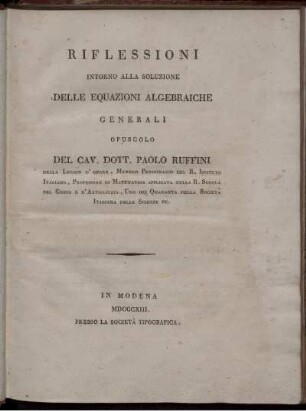 RIFLESSIONI
INTORNO ALLA SOLUZIONE
DELLE EQUAZIONI ALGEBRAICHE
GENERALI
OPUSCOLO
DEL CAV. DOTT. PAOLO RUFFINI
DELLA LEGION D'ONORE, MEMBRO PENSIONARIO DEL R. ISTITUTO
ITALIANO, PROFESSORE DI MATEMATICA APPLICATA NELLA R. SCUOLA
DEL GENIO E D'ARTIGLIERIA, UNO DEI QUARANTA DELLA SOCIETÀ
ITALIANA DELLE SCIENZE EC.
IN MODENA
MDCCCXIII.
PRESSO LA SOCIETÀ TIPOGRAFICA.